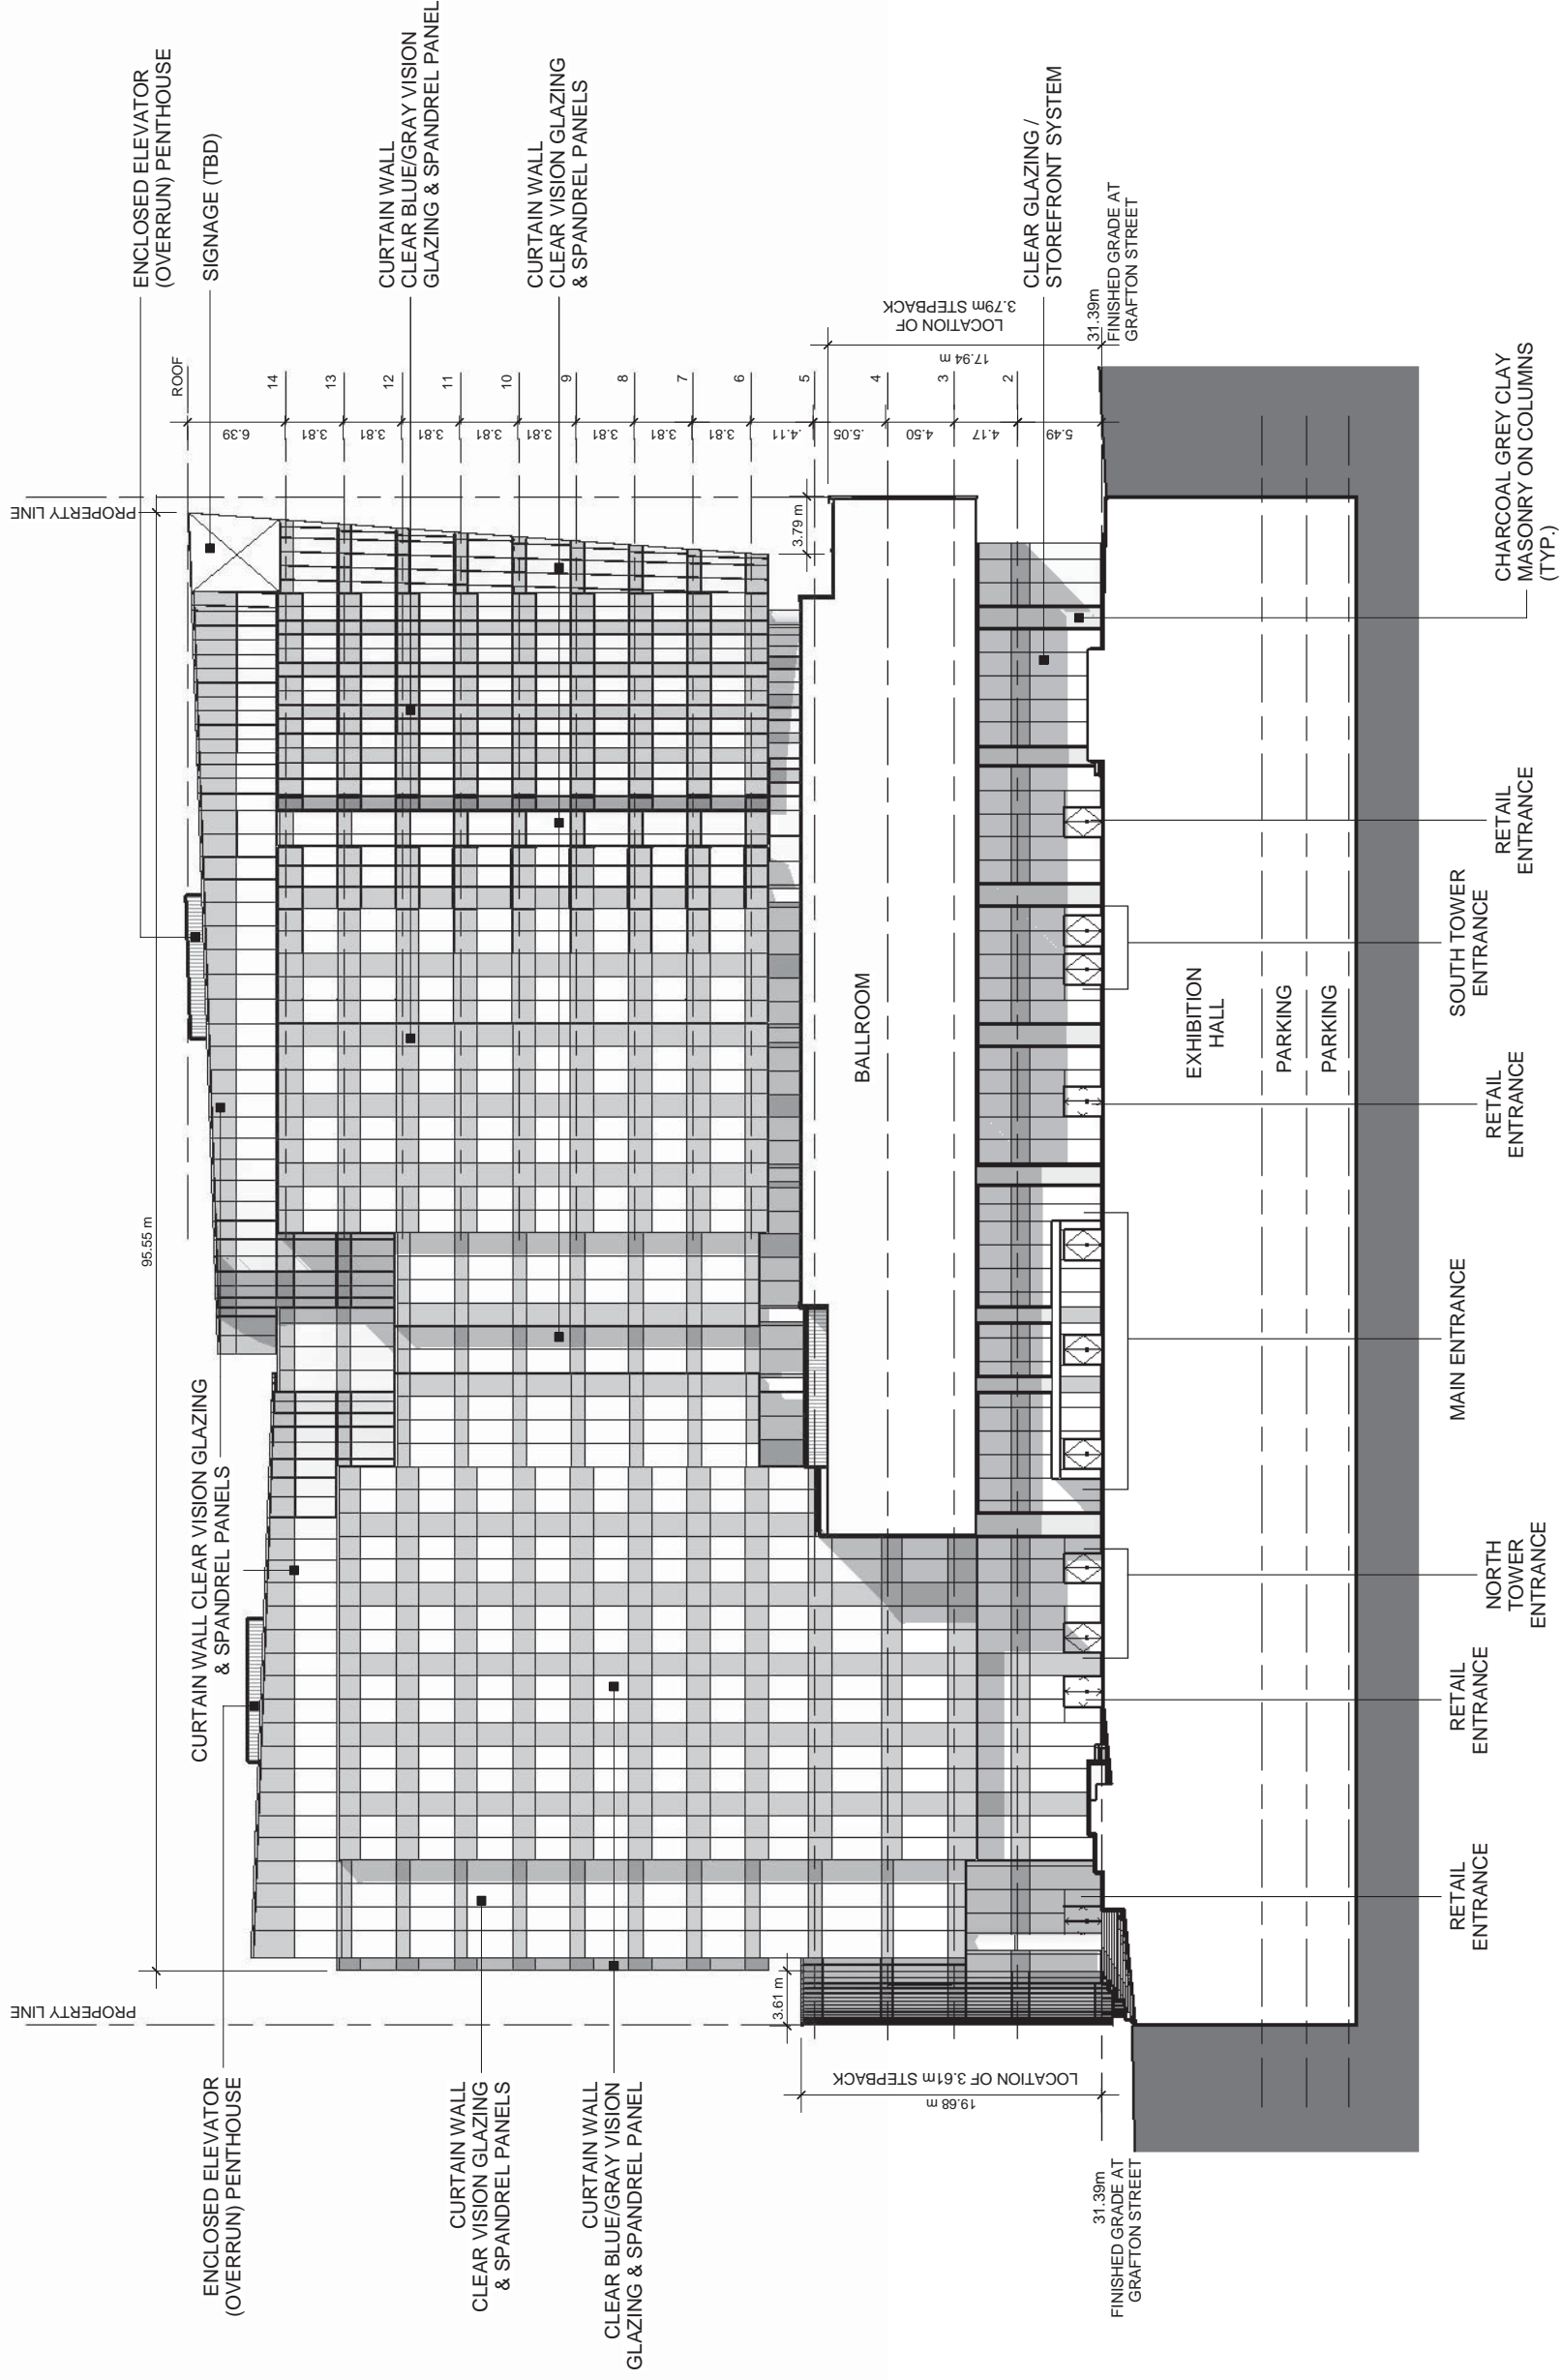 ENCLOSED ELEVATOR
(OVERRUN) PENTHOUSE
CURTAIN WALL
CLEAR VISION GLAZING
& SPANDREL PANELS
CURTAIN WALL
CLEAR BLUE/GRAY VISION
GLAZING & SPANDREL PANEL
31.39m
FINISHED GRADE AT
GRAFTON STREET
PROPERTY LINE
95.55 m
PROPERTY LINE
3.61 m
19.68 m
LOCATION OF 3.61m STEPBACK
CURTAIN WALL CLEAR VISION GLAZING
& SPANDREL PANELS
ENCLOSED ELEVATOR
(OVERRUN) PENTHOUSE
SIGNAGE (TBD)
CURTAIN WALL
CLEAR BLUE/GRAY VISION
GLAZING & SPANDREL PANEL
CURTAIN WALL
CLEAR VISION GLAZING
& SPANDREL PANELS
CLEAR GLAZING /
STOREFRONT SYSTEM
ROOF
14
13
12
11
10
9
8
7
6
5
4
3
2
6.39
3.81
3.81
3.81
3.81
3.81
3.81
3.81
3.81
4.11
5.05
4.50
4.17
5.49
3.79 m
17.94 m
LOCATION OF
3.79m STEPBACK
31.39m
FINISHED GRADE AT
GRAFTON STREET
BALLROOM
EXHIBITION
HALL
PARKING
PARKING
RETAIL
ENTRANCE
RETAIL
ENTRANCE
NORTH
TOWER
ENTRANCE
MAIN ENTRANCE
RETAIL
ENTRANCE
SOUTH TOWER
ENTRANCE
RETAIL
ENTRANCE
CHARCOAL GREY CLAY
MASONRY ON COLUMNS
(TYP.)